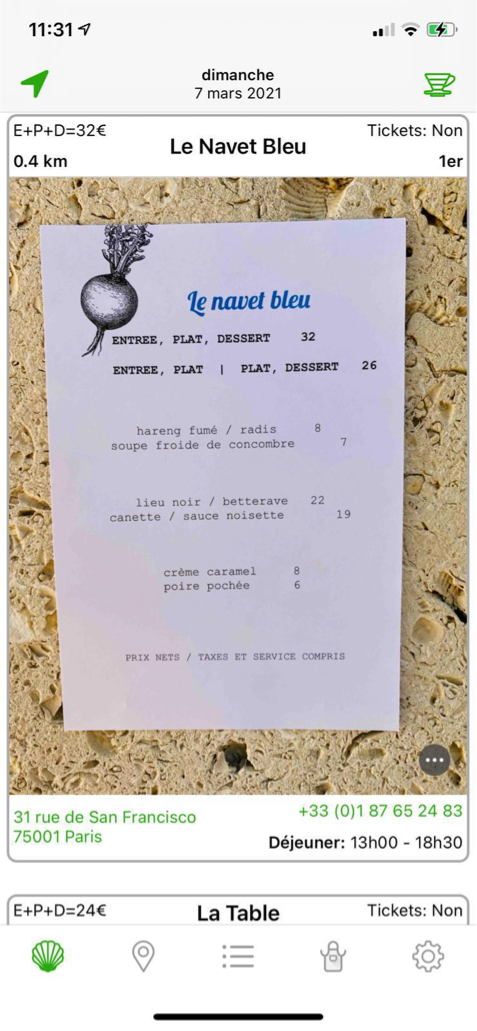 11:31
dimanche
7 mars 2021
E+P+D=32€
Le Navet Bleu
Tickets: Non
0.4 km
1er
Le navet bleu
ENTREE, PLAT, DESSERT 32
ENTREE, PLAT | PLAT, DESSERT 26
hareng fumé / radis 8
soupe froide de concombre 7
lieu noir / betterave 22
canette / sauce noisette 19
crème caramel 8
poire pochée 6
PRIX NETS / TAXES ET SERVICE COMPRIS
31 rue de San Francisco
75001 Paris
+33 (0)1 87 65 24 83
Déjeuner: 13h00 - 18h30
E+P+D=24€
La Table
Tickets: Non